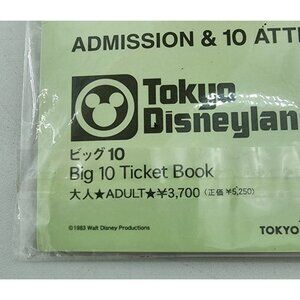 ADMISSION & 10 ATT
Tokyo
Disneylan
ビッグ10
Big 10 Ticket Book
大人★ADULT★¥3,700 (正価 ¥5,250)
©1983 Walt Disney Productions
TOKYO